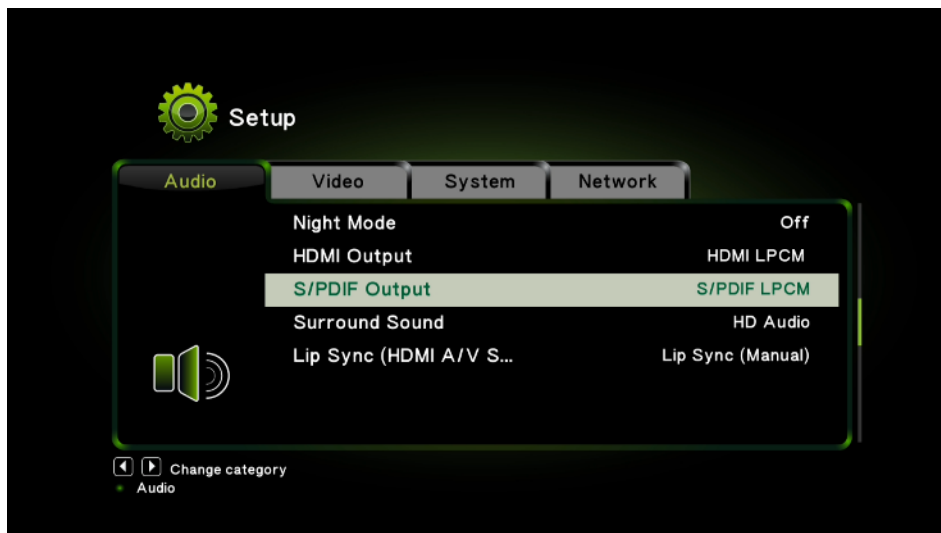 Setup
Audio Video System Network
Night Mode Off
HDMI Output HDMI LPCM
S/PDIF Output S/PDIF LPCM
Surround Sound HD Audio
Lip Sync (HDMI A/V S... Lip Sync (Manual)
Change category
Audio